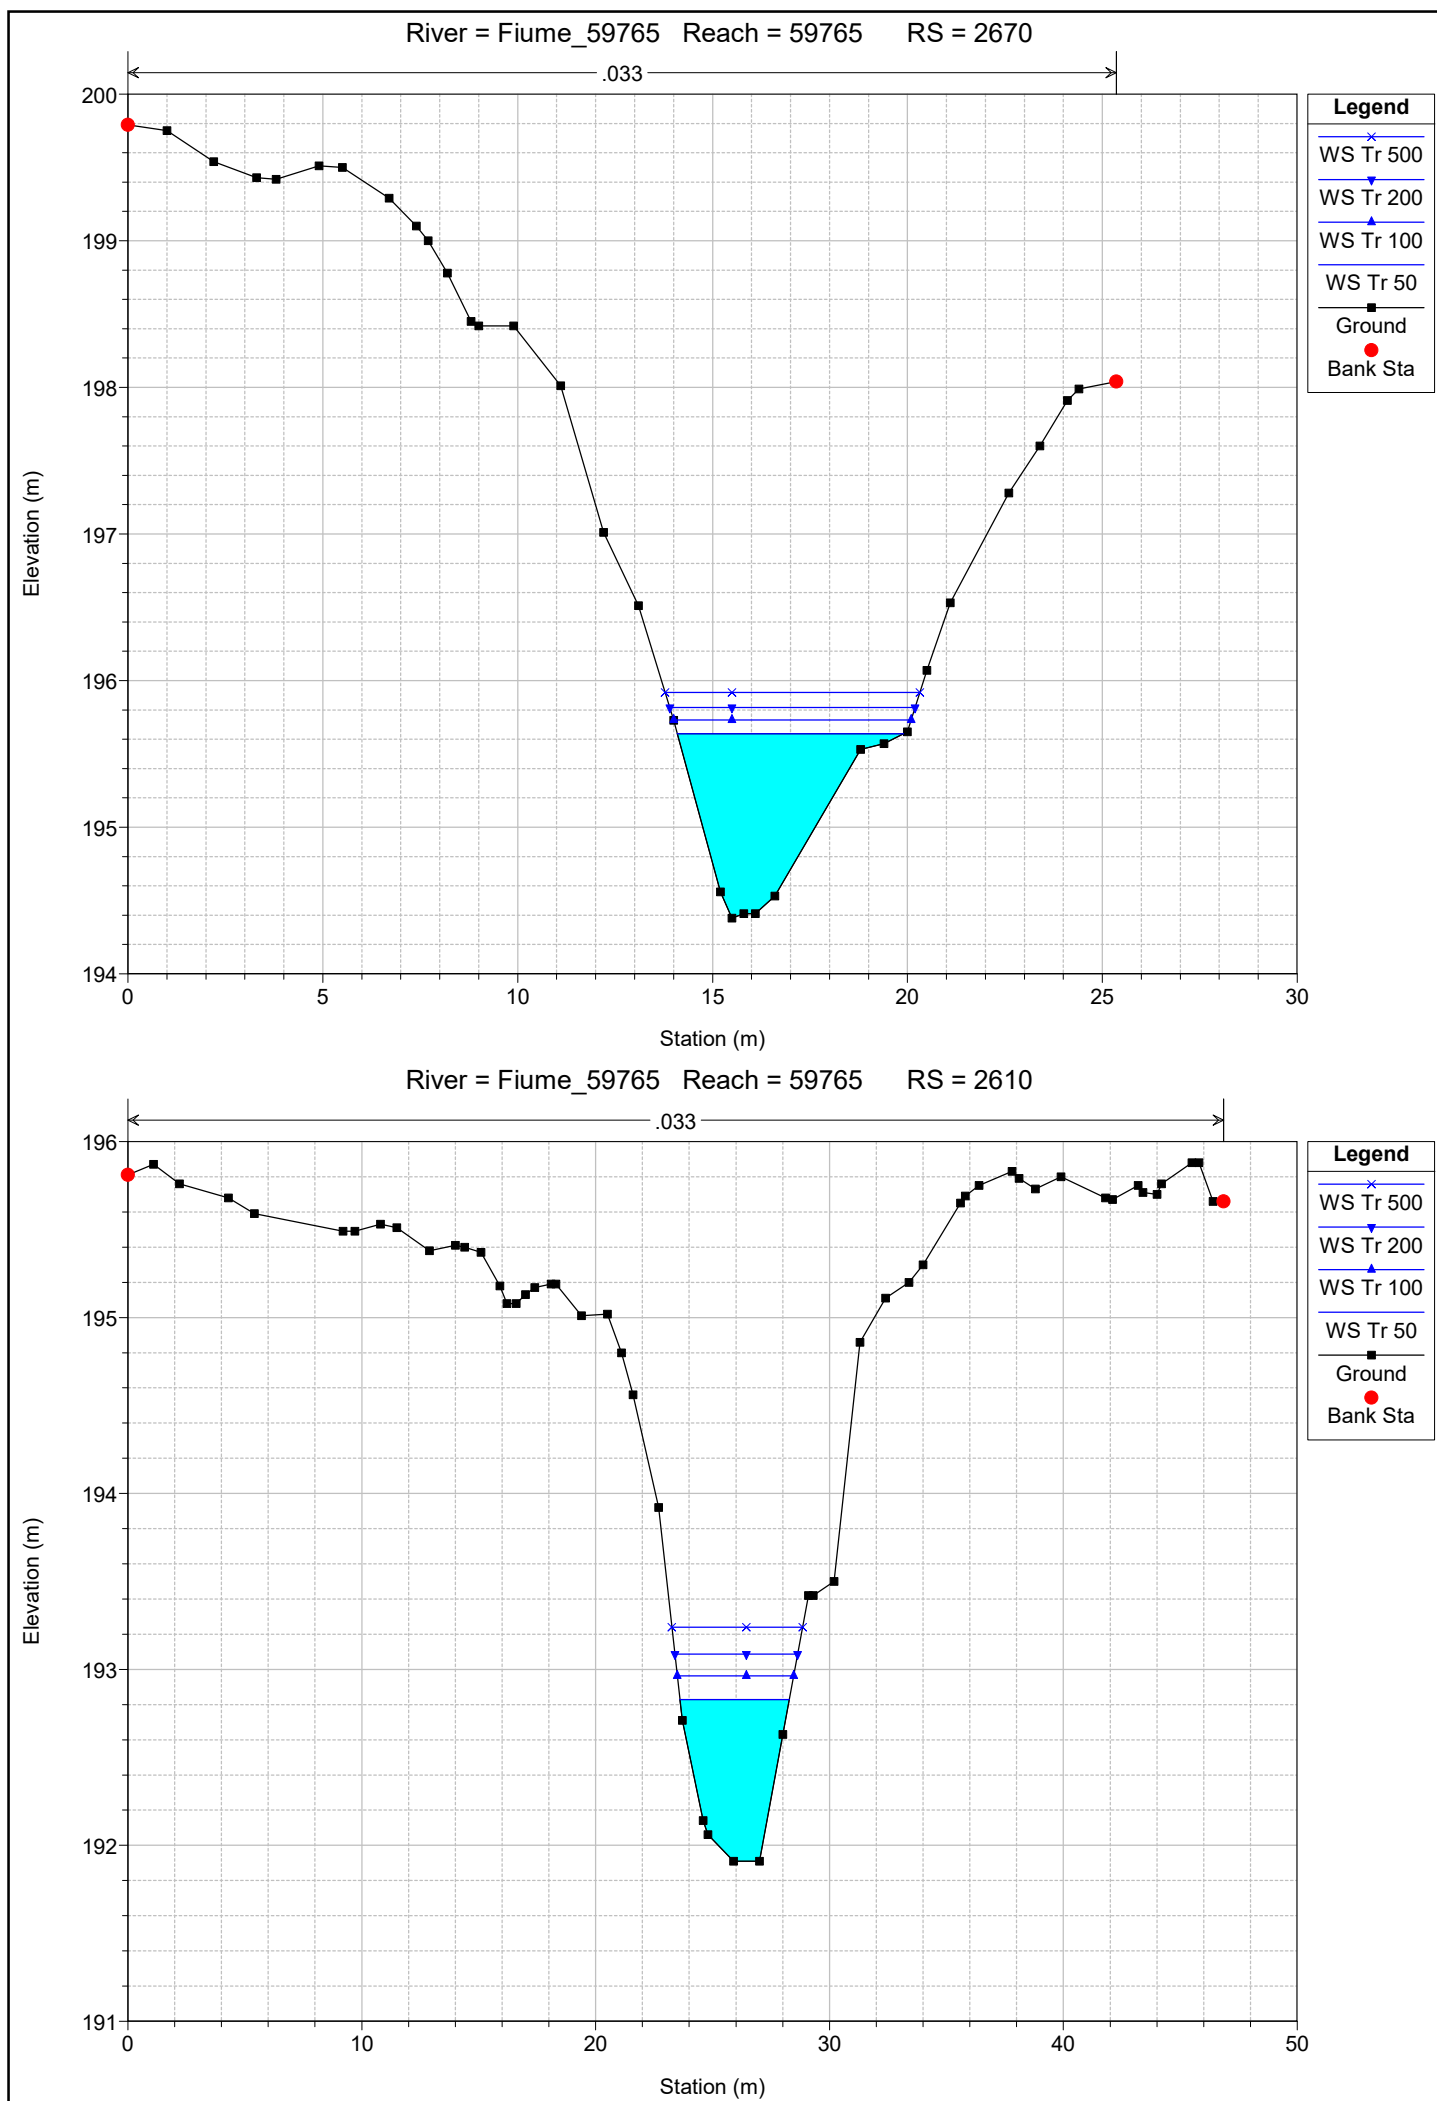 River = Fiume_59765   Reach = 59765      RS = 2670
.033
200
199
198
197
196
195
194
Elevation (m)
0 5 10 15 20 25 30
Station (m)
Legend
WS Tr 500
WS Tr 200
WS Tr 100
WS Tr 50
Ground
Bank Sta
River = Fiume_59765   Reach = 59765      RS = 2610
.033
196
195
194
193
192
191
Elevation (m)
0 10 20 30 40 50
Station (m)
Legend
WS Tr 500
WS Tr 200
WS Tr 100
WS Tr 50
Ground
Bank Sta